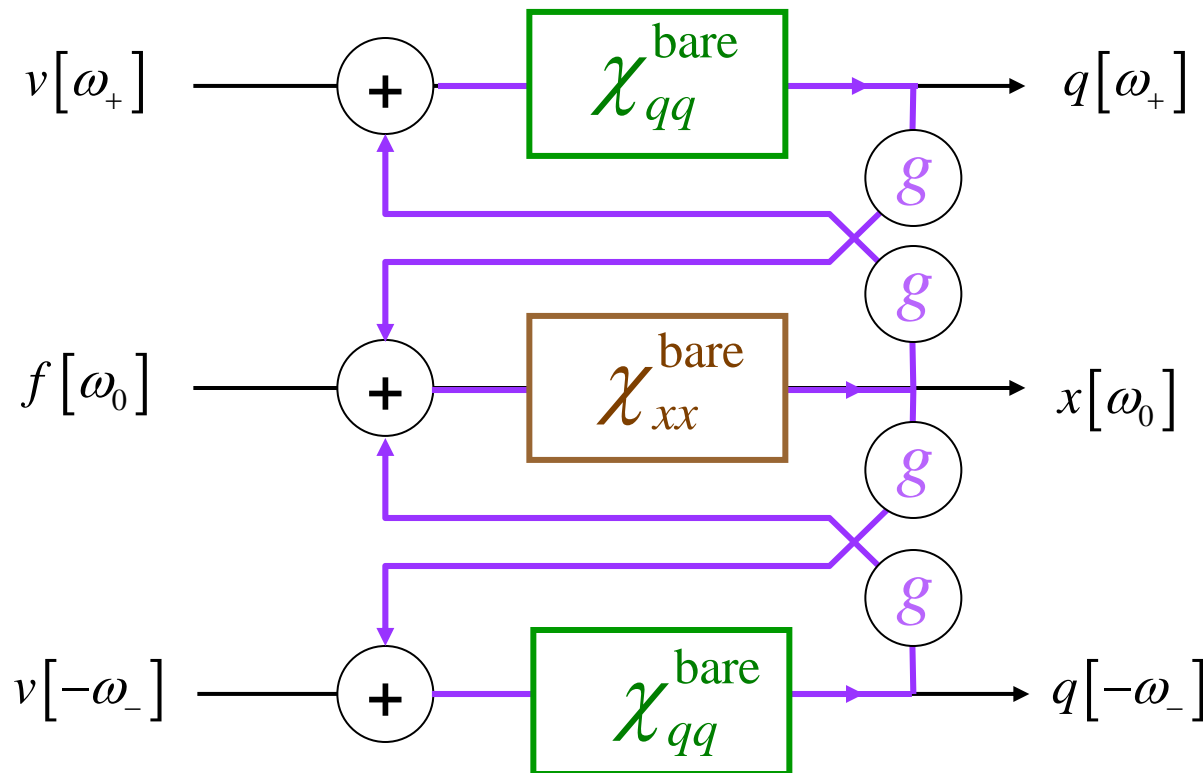 v[ω₊] + χ_qq^bare q[ω₊]
g
g
f[ω₀] + χ_xx^bare x[ω₀]
g
g
v[−ω₋] + χ_qq^bare q[−ω₋]